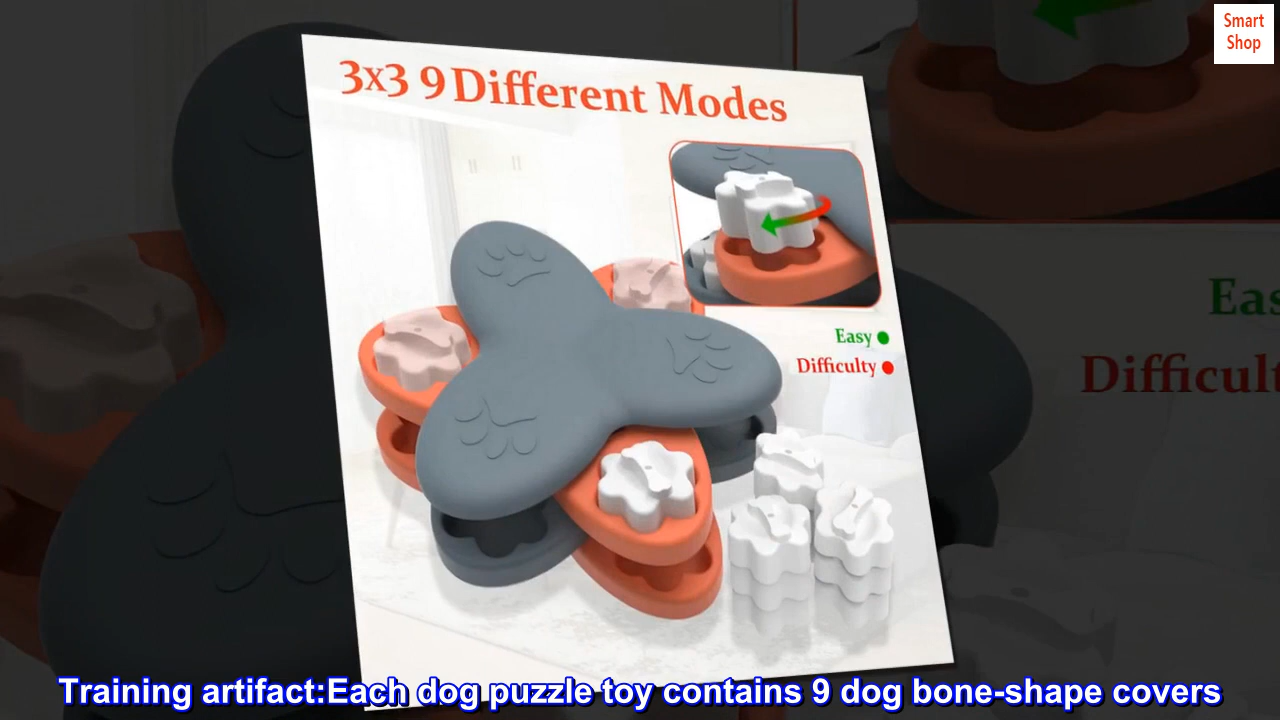 Smart
Shop
3x3 9 Different Modes
Easy
Difficulty
Eas
Difficult
Training artifact:Each dog puzzle toy contains 9 dog bone-shape covers